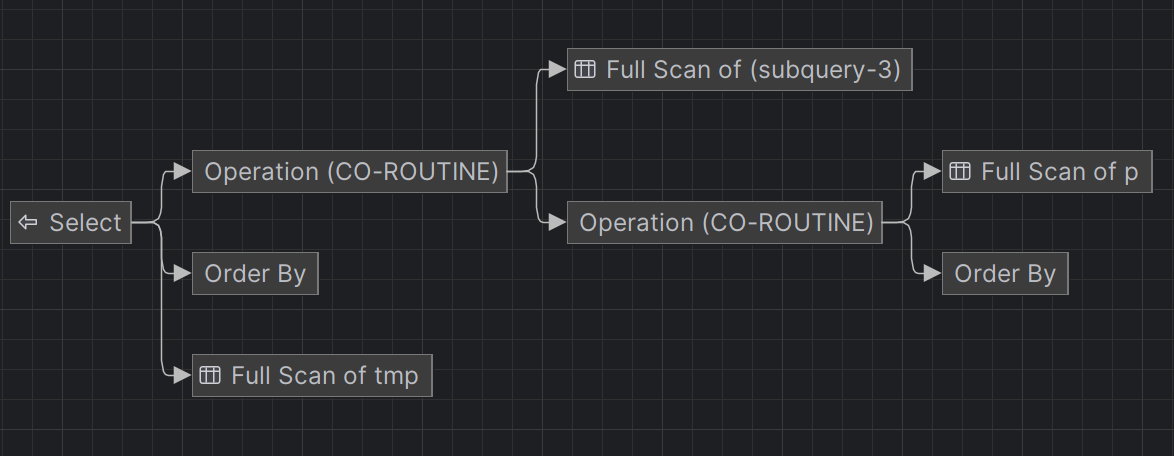 Full Scan of (subquery-3)
Operation (CO-ROUTINE)
Full Scan of p
Select
Operation (CO-ROUTINE)
Order By
Order By
Full Scan of tmp